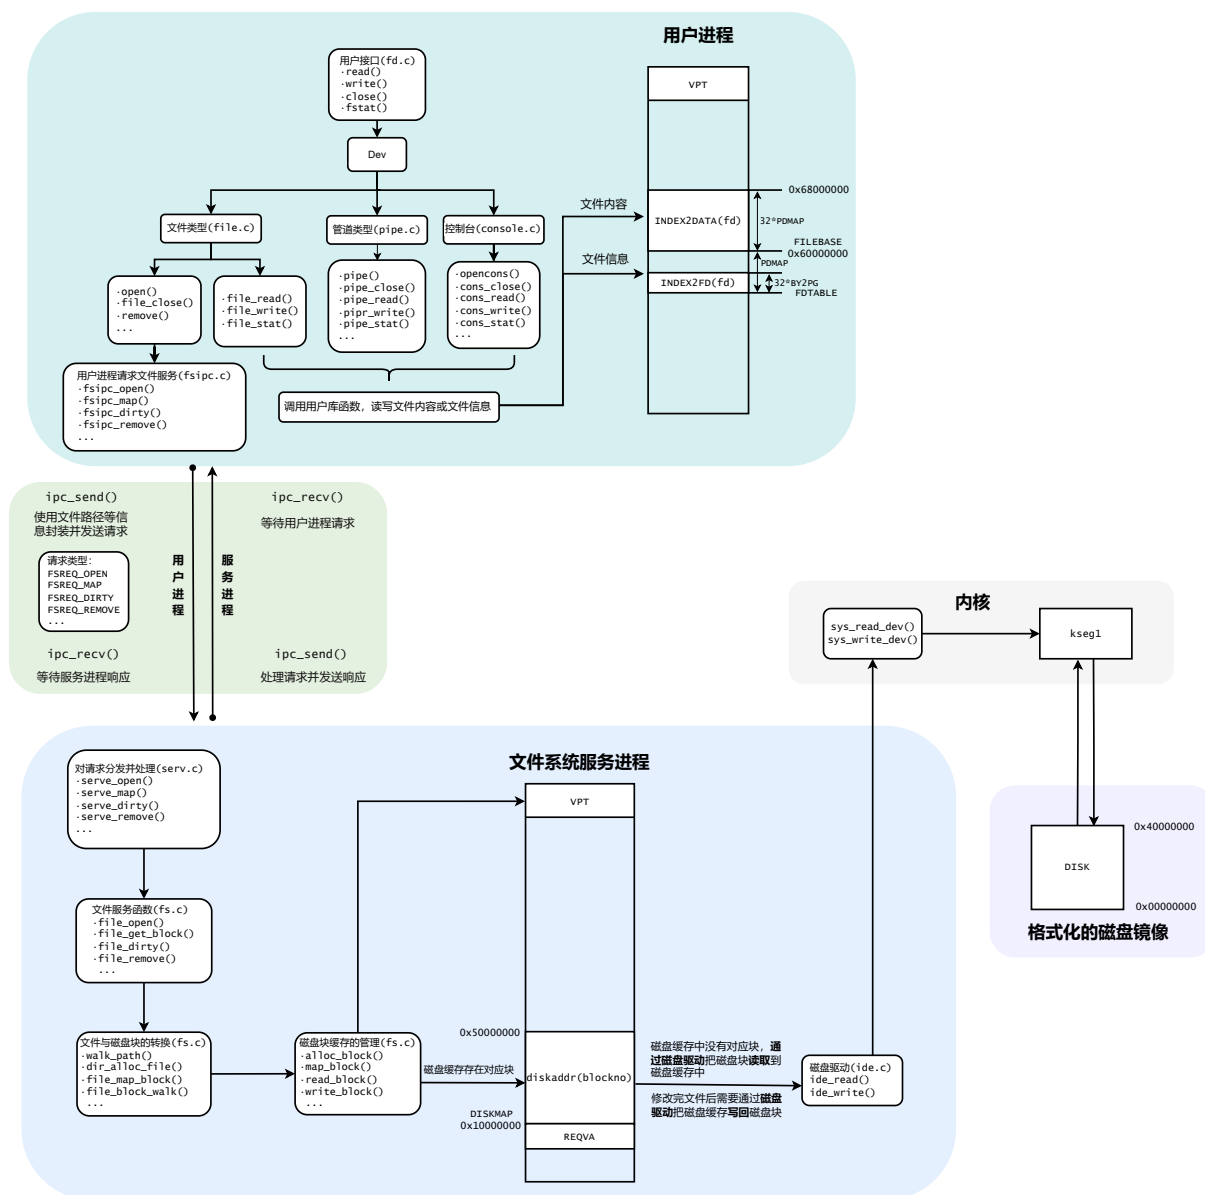 用户进程
用户接口(fd.c)
·read()
·write()
·close()
·fstat()
Dev
文件类型(file.c)
管道类型(pipe.c)
控制台(console.c)
·open()
·file_close()
·remove()
...
·file_read()
·file_write()
·file_stat()
·pipe()
·pipe_close()
·pipe_read()
·pipr_write()
·pipe_stat()
...
·opencons()
·cons_close()
·cons_read()
·cons_write()
·cons_stat()
...
用户进程请求文件服务(fsipc.c)
·fsipc_open()
·fsipc_map()
·fsipc_dirty()
·fsipc_remove()
...
调用用户库函数，读写文件内容或文件信息
文件内容
文件信息
VPT
0x68000000
INDEX2DATA(fd)
32*PDMAP
FILEBASE
0x60000000
PDMAP
INDEX2FD(fd)
32*BY2PG
FDTABLE
ipc_send()
使用文件路径等信
息封装并发送请求
ipc_recv()
等待用户进程请求
请求类型：
FSREQ_OPEN
FSREQ_MAP
FSREQ_DIRTY
FSREQ_REMOVE
...
用
户
进
程
服
务
进
程
ipc_recv()
等待服务进程响应
ipc_send()
处理请求并发送响应
内核
sys_read_dev()
sys_write_dev()
kseg1
文件系统服务进程
对请求分发并处理(serv.c)
·serve_open()
·serve_map()
·serve_dirty()
·serve_remove()
...
文件服务函数(fs.c)
·file_open()
·file_get_block()
·file_dirty()
·file_remove()
...
文件与磁盘块的转换(fs.c)
·walk_path()
·dir_alloc_file()
·file_map_block()
·file_block_walk()
...
磁盘块缓存的管理(fs.c)
·alloc_block()
·map_block()
·read_block()
·write_block()
...
磁盘缓存存在对应块
VPT
0x50000000
diskaddr(blockno)
DISKMAP
0x10000000
REQVA
磁盘缓存中没有对应块，通
过磁盘驱动把磁盘块读取到
磁盘缓存中
修改完文件后需要通过磁盘
驱动把磁盘缓存写回磁盘块
磁盘驱动(ide.c)
ide_read()
ide_write()
0x40000000
DISK
0x00000000
格式化的磁盘镜像